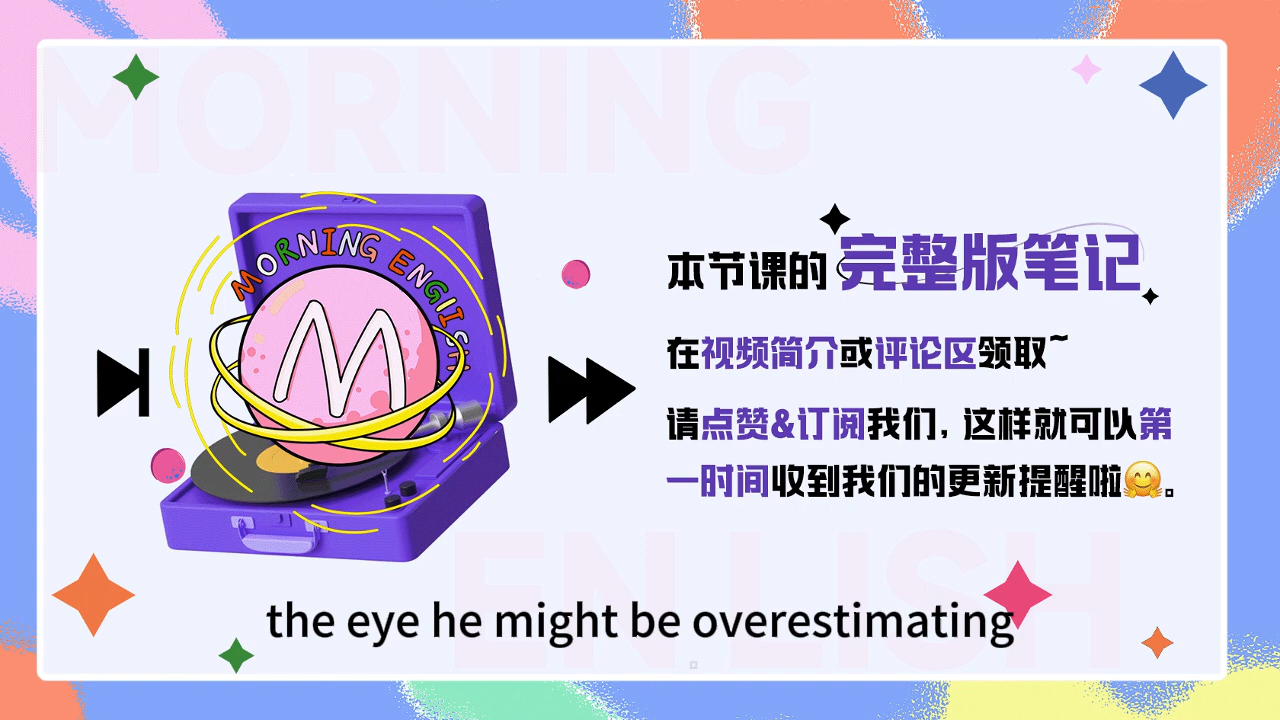 MORNING
MORNING ENGlISH
M
本节课的 完整版笔记
在视频简介或评论区领取~
请点赞&订阅我们, 这样就可以第
一时间收到我们的更新提醒啦🤗。
EN LISH
the eye he might be overestimating